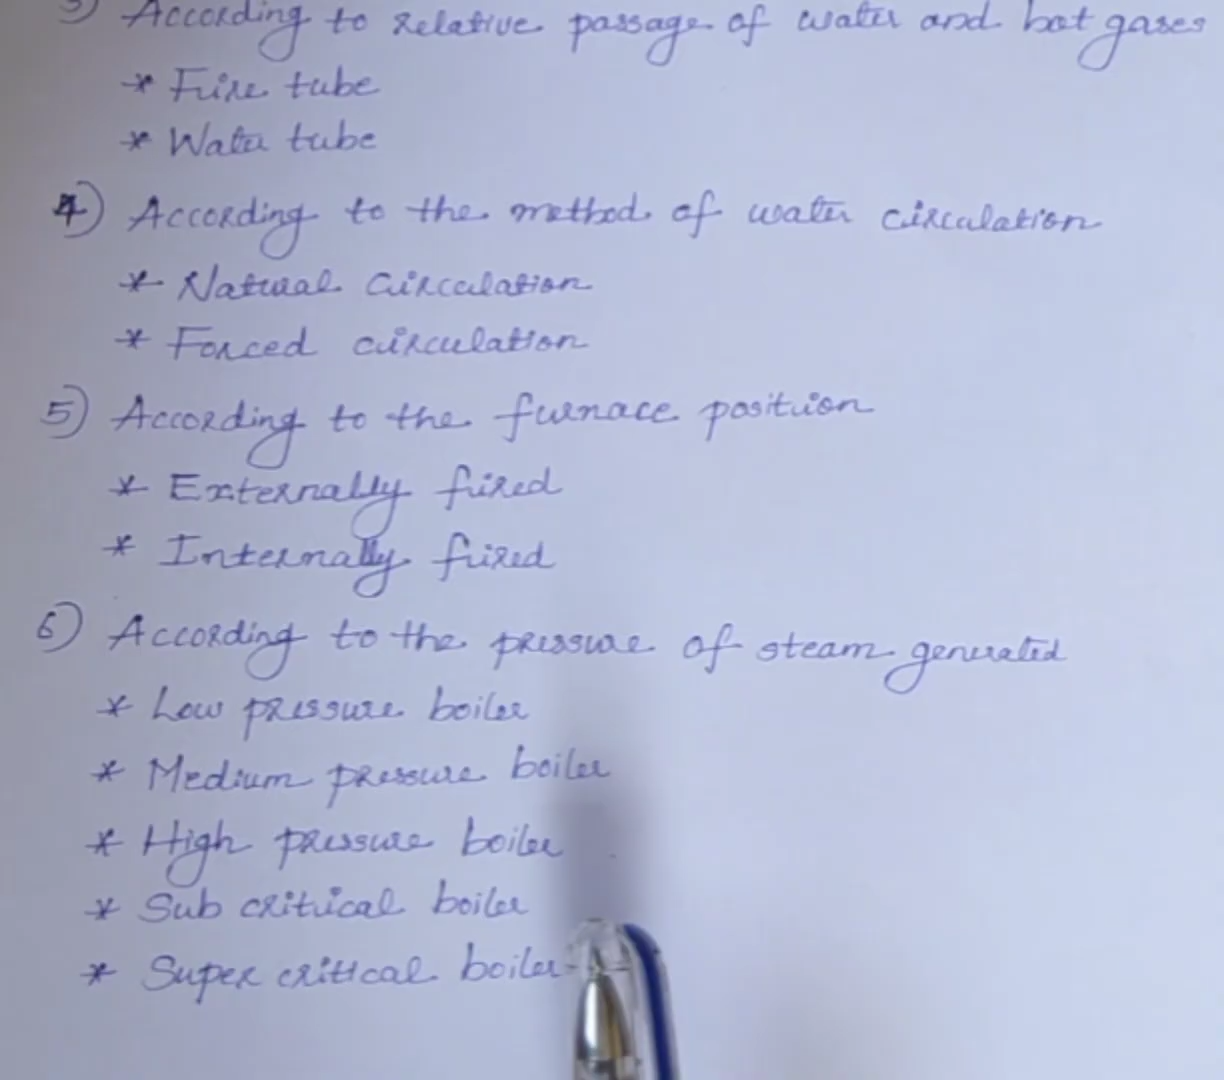 3) According to relative passage of water and hot gases
* Fire tube
* Water tube
4) According to the method of water circulation
* Natural circulation
* Forced circulation
5) According to the furnace position
* Externally fired
* Internally fired
6) According to the pressure of steam generated
* Low pressure boiler
* Medium pressure boiler
* High pressure boiler
* Sub critical boiler
* Super critical boiler